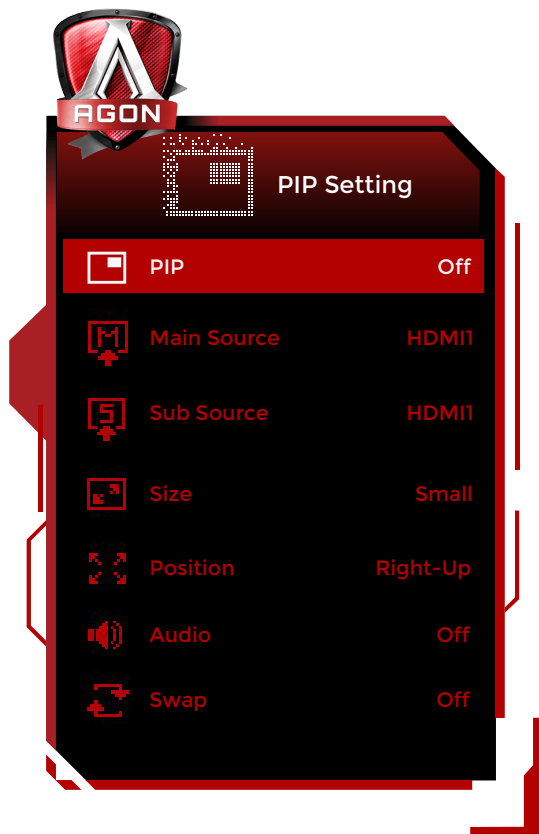 AGON
PIP Setting
PIP Off
Main Source HDMI1
Sub Source HDMI1
Size Small
Position Right-Up
Audio Off
Swap Off